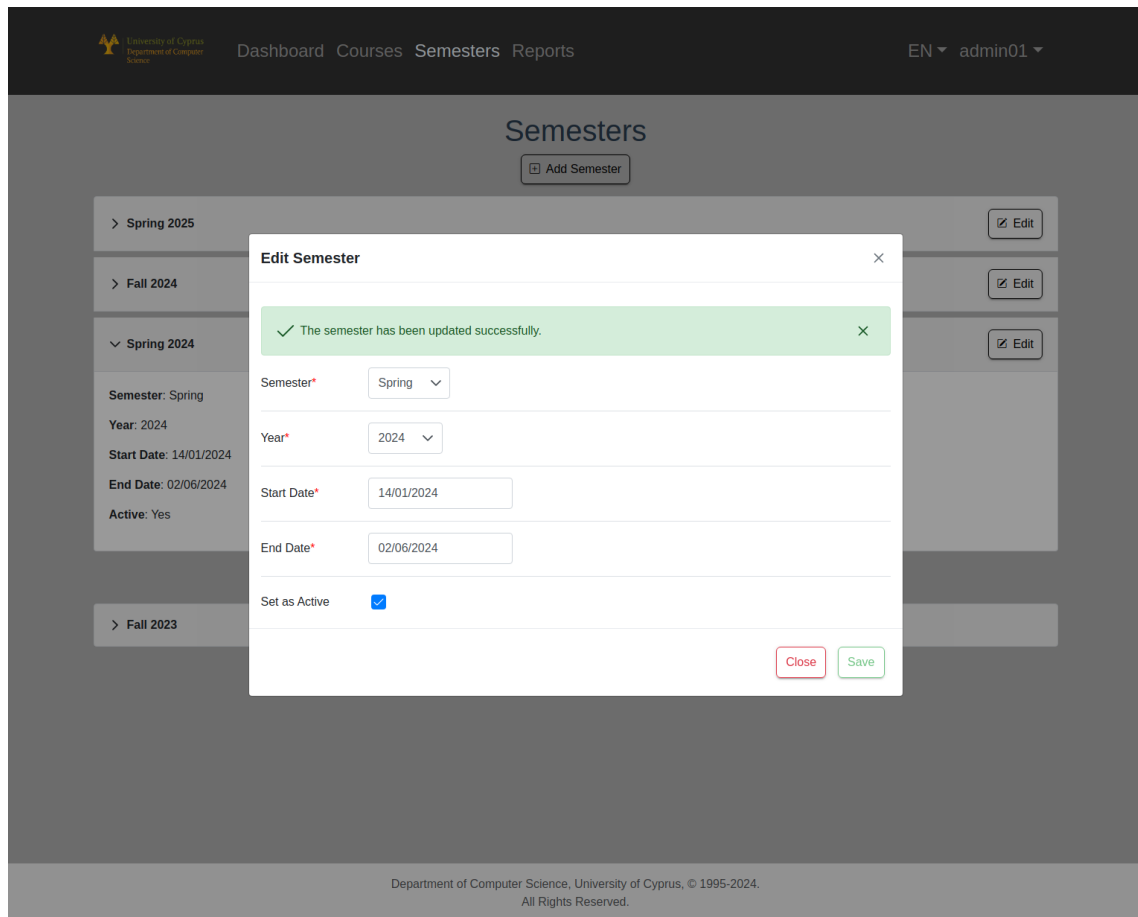 University of Cyprus
Department of Computer
Science
Dashboard Courses Semesters Reports
EN admin01
Semesters
Add Semester
Spring 2025
Edit
Fall 2024
Edit
Spring 2024
Edit
Semester: Spring
Year: 2024
Start Date: 14/01/2024
End Date: 02/06/2024
Active: Yes
Fall 2023
Edit Semester
The semester has been updated successfully.
Semester* Spring
Year* 2024
Start Date* 14/01/2024
End Date* 02/06/2024
Set as Active
Close Save
Department of Computer Science, University of Cyprus, © 1995-2024.
All Rights Reserved.